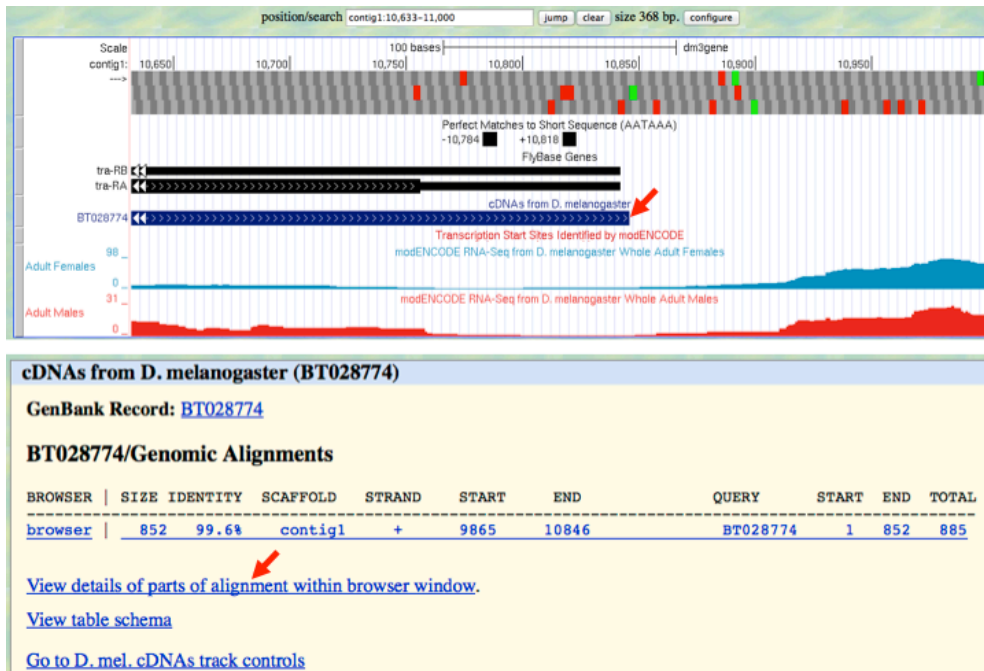 position/search contig1:10,633-11,000 jump clear size 368 bp. configure
Scale 100 bases dm3gene
contig1: 10,650 10,700 10,750 10,800 10,850 10,900 10,950
--->
Perfect Matches to Short Sequence (AATAAA)
-10,784 +10,818
FlyBase Genes
tra-RB
tra-RA
cDNAs from D. melanogaster
BT028774
Transcription Start Sites Identified by modENCODE
98 _ modENCODE RNA-Seq from D. melanogaster Whole Adult Females
Adult Females
0 _
31 _ modENCODE RNA-Seq from D. melanogaster Whole Adult Males
Adult Males
0 _
cDNAs from D. melanogaster (BT028774)
GenBank Record: BT028774
BT028774/Genomic Alignments
BROWSER | SIZE IDENTITY SCAFFOLD STRAND START END QUERY START END TOTAL
browser | 852 99.6% contig1 + 9865 10846 BT028774 1 852 885
View details of parts of alignment within browser window.
View table schema
Go to D. mel. cDNAs track controls